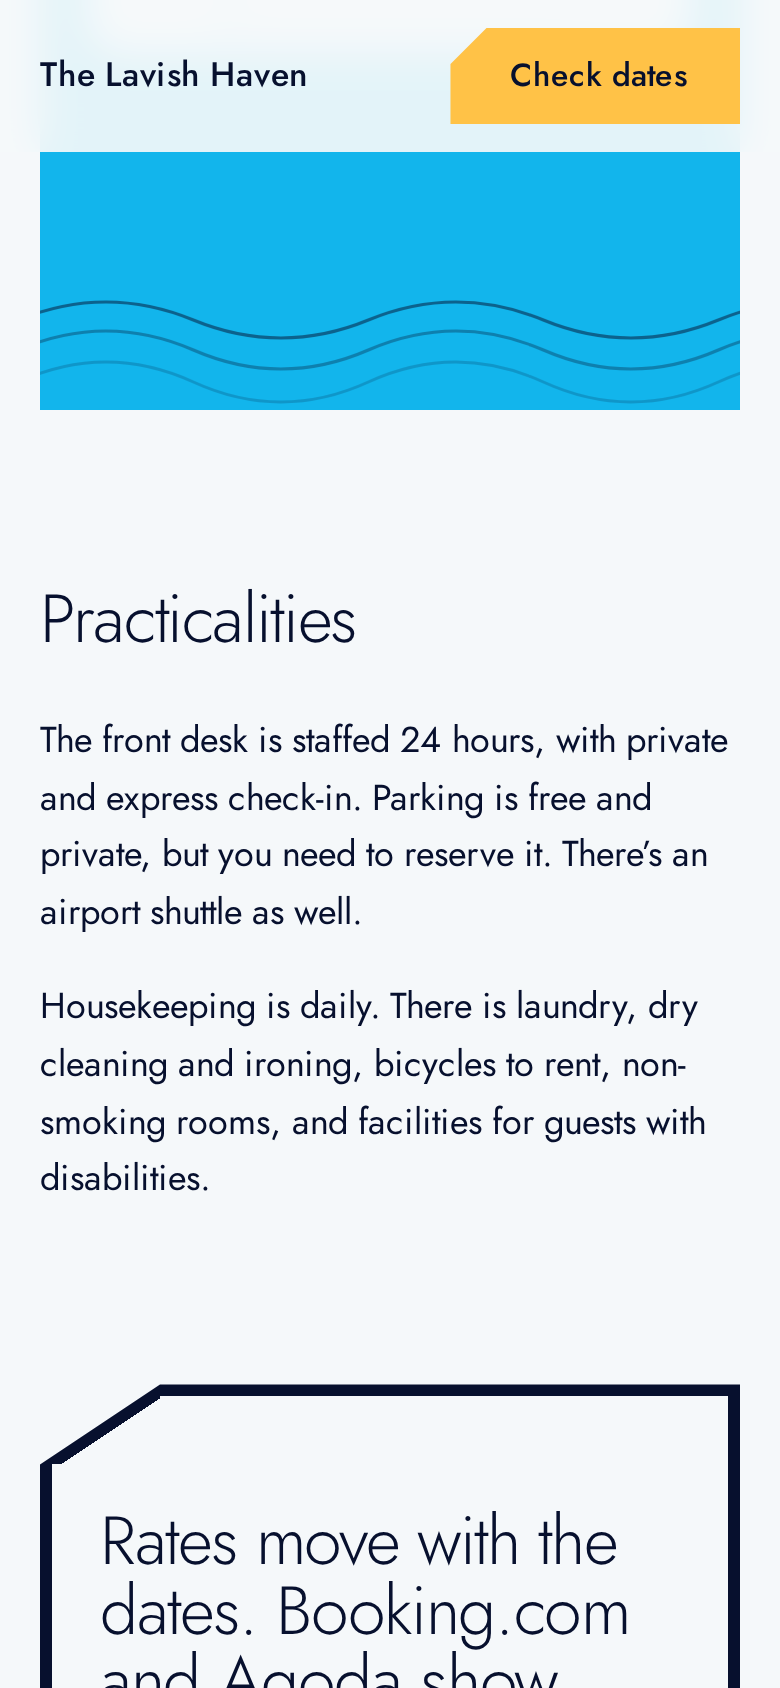 The Lavish Haven
Check dates
Practicalities
The front desk is staffed 24 hours, with private
and express check-in. Parking is free and
private, but you need to reserve it. There’s an
airport shuttle as well.
Housekeeping is daily. There is laundry, dry
cleaning and ironing, bicycles to rent, non-
smoking rooms, and facilities for guests with
disabilities.
Rates move with the
dates. Booking.com
and Agoda show